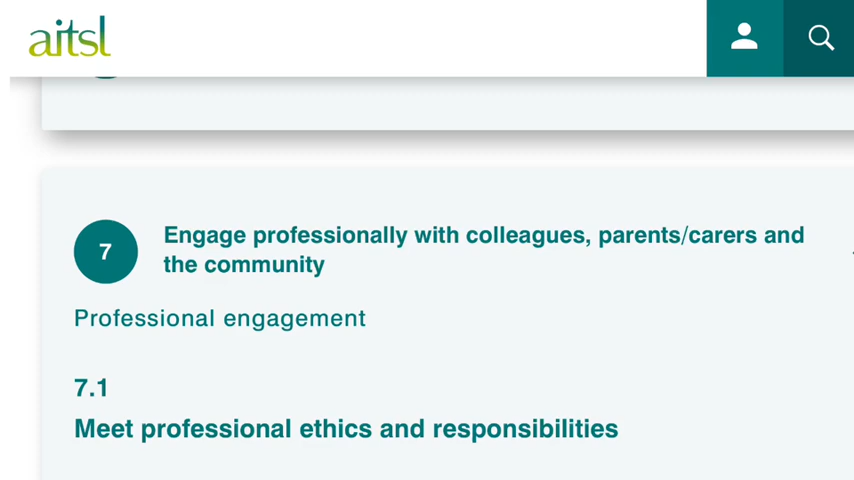 aitsl
7
Engage professionally with colleagues, parents/carers and
the community
Professional engagement
7.1
Meet professional ethics and responsibilities